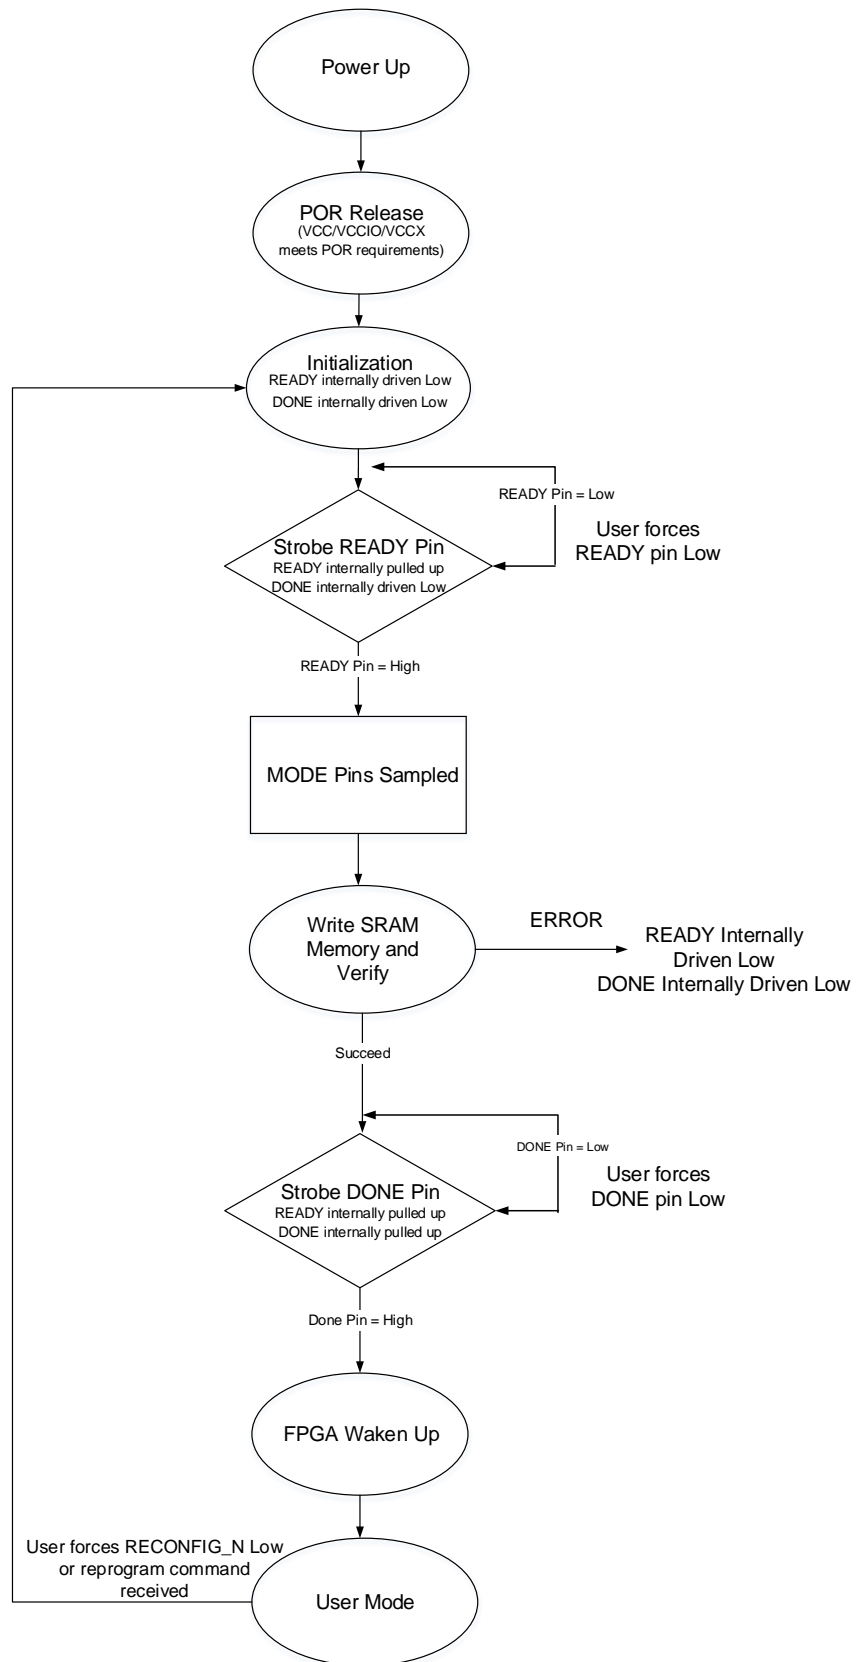 Power Up
POR Release
(VCC/VCCIO/VCCX
meets POR requirements)
Initialization
READY internally driven Low
DONE internally driven Low
READY Pin = Low
User forces
READY pin Low
Strobe READY Pin
READY internally pulled up
DONE internally driven Low
READY Pin = High
MODE Pins Sampled
Write SRAM
Memory and
Verify
ERROR
READY Internally
Driven Low
DONE Internally Driven Low
Succeed
DONE Pin = Low
User forces
DONE pin Low
Strobe DONE Pin
READY internally pulled up
DONE internally pulled up
Done Pin = High
FPGA Waken Up
User forces RECONFIG_N Low
or reprogram command
received
User Mode